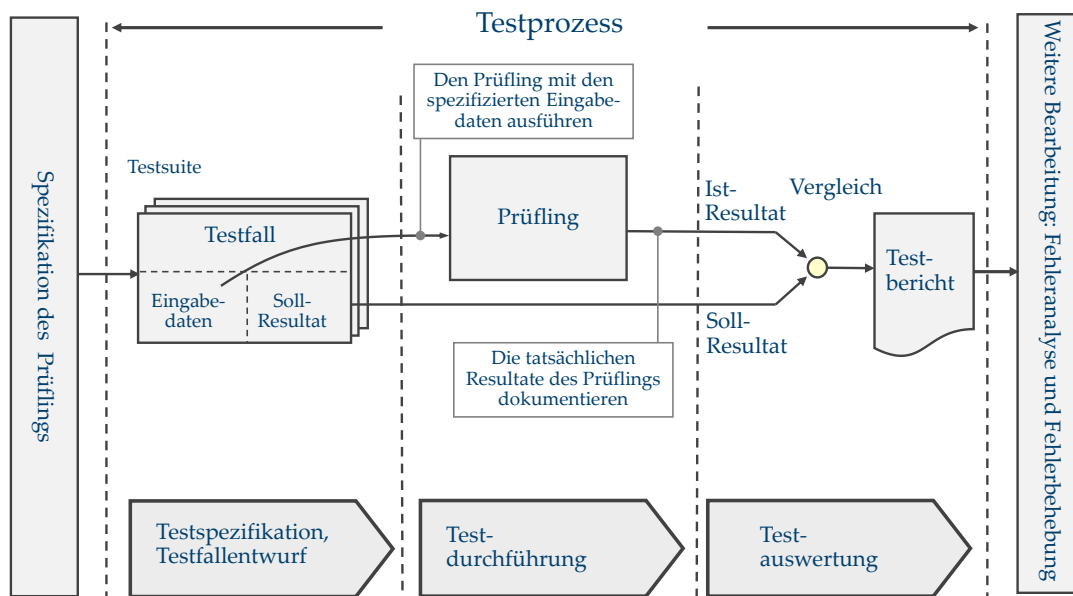 Testprozess
Spezifikation des Prüflings
Den Prüfling mit den
spezifizierten Eingabe-
daten ausführen
Testsuite
Testfall
Eingabe-
daten
Soll-
Resultat
Prüfling
Ist-
Resultat
Vergleich
Soll-
Resultat
Test-
bericht
Die tatsächlichen
Resultate des Prüflings
dokumentieren
Weitere Bearbeitung: Fehleranalyse und Fehlerbehebung
Testspezifikation,
Testfallentwurf
Test-
durchführung
Test-
auswertung